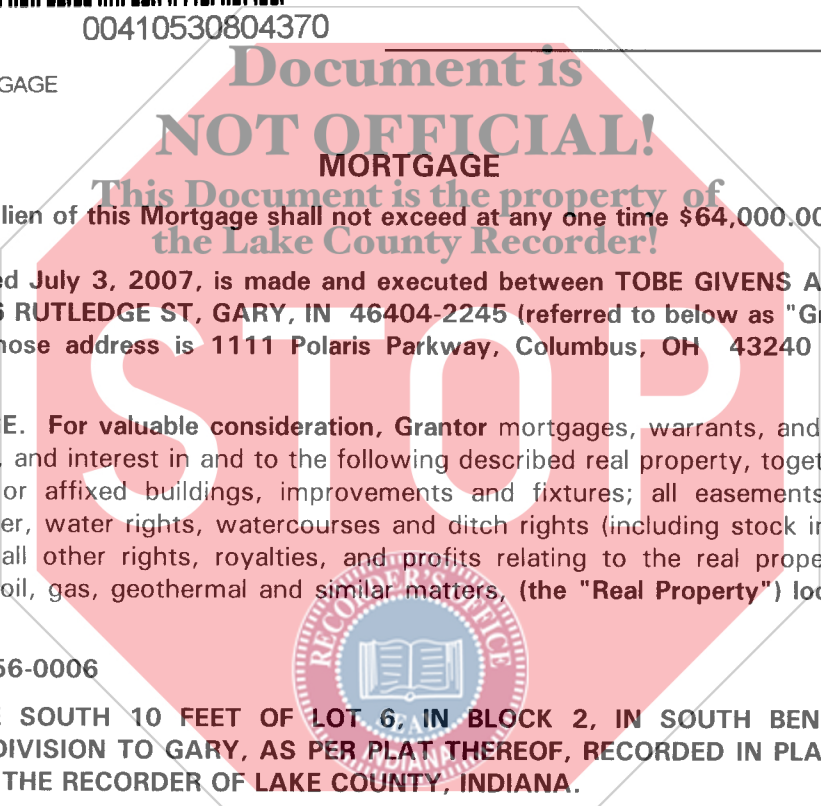 00410530804370
Document is
GAGE
NOT OFFICIAL!
MORTGAGE
This Document is the property of
lien of this Mortgage shall not exceed at any one time $64,000.00
the Lake County Recorder!
ed July 3, 2007, is made and executed between TOBE GIVENS A
6 RUTLEDGE ST, GARY, IN 46404-2245 (referred to below as "Gr
hose address is 1111 Polaris Parkway, Columbus, OH 43240
STOP
E. For valuable consideration, Grantor mortgages, warrants, and
, and interest in and to the following described real property, toget
or affixed buildings, improvements and fixtures; all easements
er, water rights, watercourses and ditch rights (including stock in
all other rights, royalties, and profits relating to the real prope
oil, gas, geothermal and similar matters, (the "Real Property") loc
RECORDER'S OFFICE
56-0006
E SOUTH 10 FEET OF LOT 6, IN BLOCK 2, IN SOUTH BEN
DIVISION TO GARY, AS PER PLAT THEREOF, RECORDED IN PLA
THE RECORDER OF LAKE COUNTY, INDIANA.
SEAL
INDIANA